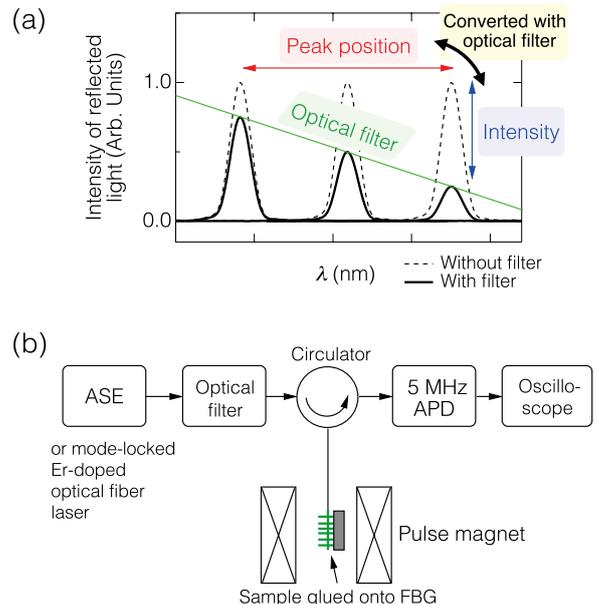 (a)
Converted with
optical filter
Peak position
1.0
Optical filter
Intensity
0.0
Intensity of reflected
light (Arb. Units)
λ (nm)
Without filter
With filter
(b)
Circulator
ASE
Optical
filter
5 MHz
APD
Oscillo-
scope
or mode-locked
Er-doped
optical fiber
laser
Pulse magnet
Sample glued onto FBG